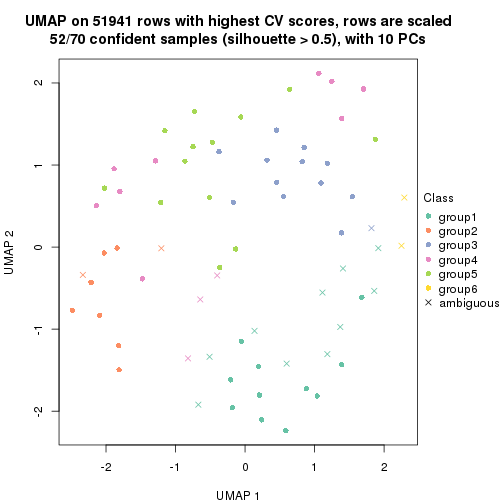 UMAP on 51941 rows with highest CV scores, rows are scaled
52/70 confident samples (silhouette > 0.5), with 10 PCs
UMAP 2
2
1
0
-1
-2
-2
-1
0
1
2
UMAP 1
Class
group1
group2
group3
group4
group5
group6
ambiguous